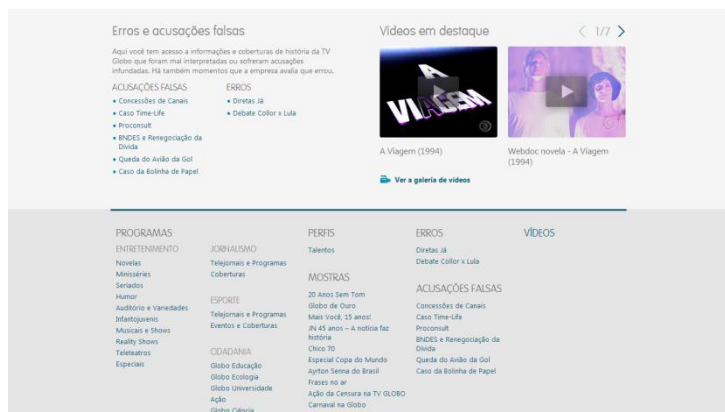 Erros e acusações falsas
Aqui você tem acesso a informações e coberturas de história da TV
Globo que foram mal interpretadas ou sofreram acusações
infundadas. Há também momentos que a empresa avalia que errou.
ACUSAÇÕES FALSAS
Concessões de Canais
Caso Time-Life
Proconsult
BNDES e Renegociação da
Dívida
Queda do Avião da Gol
Caso da Bolinha de Papel
ERROS
Diretas Já
Debate Collor x Lula
Vídeos em destaque
1/7
A VIAGEM
A Viagem (1994)
Webdoc novela - A Viagem
(1994)
Ver a galeria de vídeos
PROGRAMAS
ENTRETENIMENTO
Novelas
Minisséries
Seriados
Humor
Auditório e Variedades
Infantojuvenis
Musicais e Shows
Reality Shows
Teleteatros
Especiais
JORNALISMO
Telejornais e Programas
Coberturas
ESPORTE
Telejornais e Programas
Eventos e Coberturas
CIDADANIA
Globo Educação
Globo Ecologia
Globo Universidade
Ação
Globo Ciência
PERFIS
Talentos
MOSTRAS
20 Anos Sem Tom
Globo de Ouro
Mais Você, 15 anos!
JN 45 anos – A notícia faz
história
Chico 70
Especial Copa do Mundo
Ayrton Senna do Brasil
Frases no ar
Ação da Censura na TV GLOBO
Carnaval na Globo
ERROS
Diretas Já
Debate Collor x Lula
ACUSAÇÕES FALSAS
Concessões de Canais
Caso Time-Life
Proconsult
BNDES e Renegociação da
Dívida
Queda do Avião da Gol
Caso da Bolinha de Papel
VÍDEOS